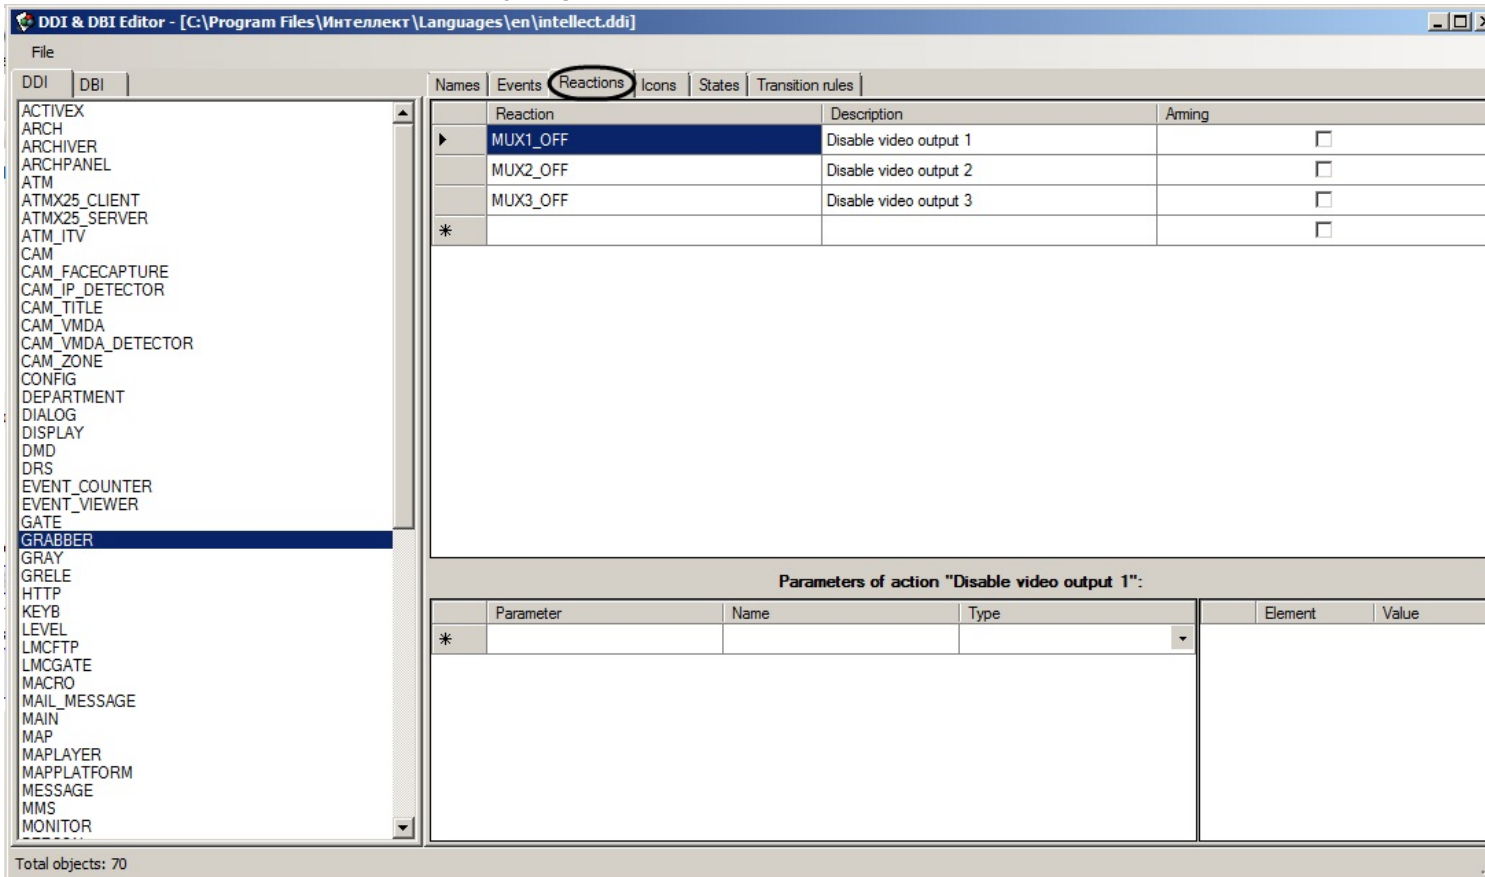 DDI & DBI Editor - [C:\Program Files\Интеллект\Languages\en\intellect.ddi]
File
DDI DBI
Names Events Reactions Icons States Transition rules
ACTIVEX
ARCH
ARCHIVER
ARCHPANEL
ATM
ATMX25_CLIENT
ATMX25_SERVER
ATM_ITV
CAM
CAM_FACECAPTURE
CAM_IP_DETECTOR
CAM_TITLE
CAM_VMDA
CAM_VMDA_DETECTOR
CAM_ZONE
CONFIG
DEPARTMENT
DIALOG
DISPLAY
DMD
DRS
EVENT_COUNTER
EVENT_VIEWER
GATE
GRABBER
GRAY
GRELE
HTTP
KEYB
LEVEL
LMCFTP
LMCGATE
MACRO
MAIL_MESSAGE
MAIN
MAP
MAPLAYER
MAPPLATFORM
MESSAGE
MMS
MONITOR
Reaction Description Arming
MUX1_OFF Disable video output 1
MUX2_OFF Disable video output 2
MUX3_OFF Disable video output 3
Parameters of action "Disable video output 1":
Parameter Name Type Element Value
Total objects: 70